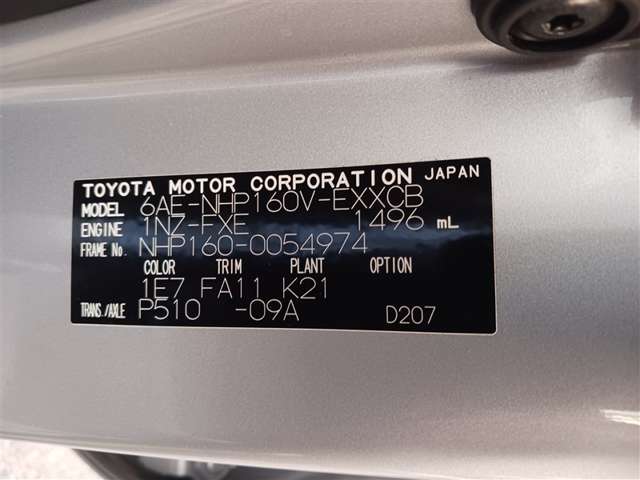 TOYOTA MOTOR CORPORATION JAPAN
MODEL 6AE-NHP160V-EXXCB
ENGINE 1NZ-FXE 1496 mL
FRAME No. NHP160-0054974
COLOR TRIM PLANT OPTION
1E7 FA11 K21
TRANS./AXLE P510 -09A D207